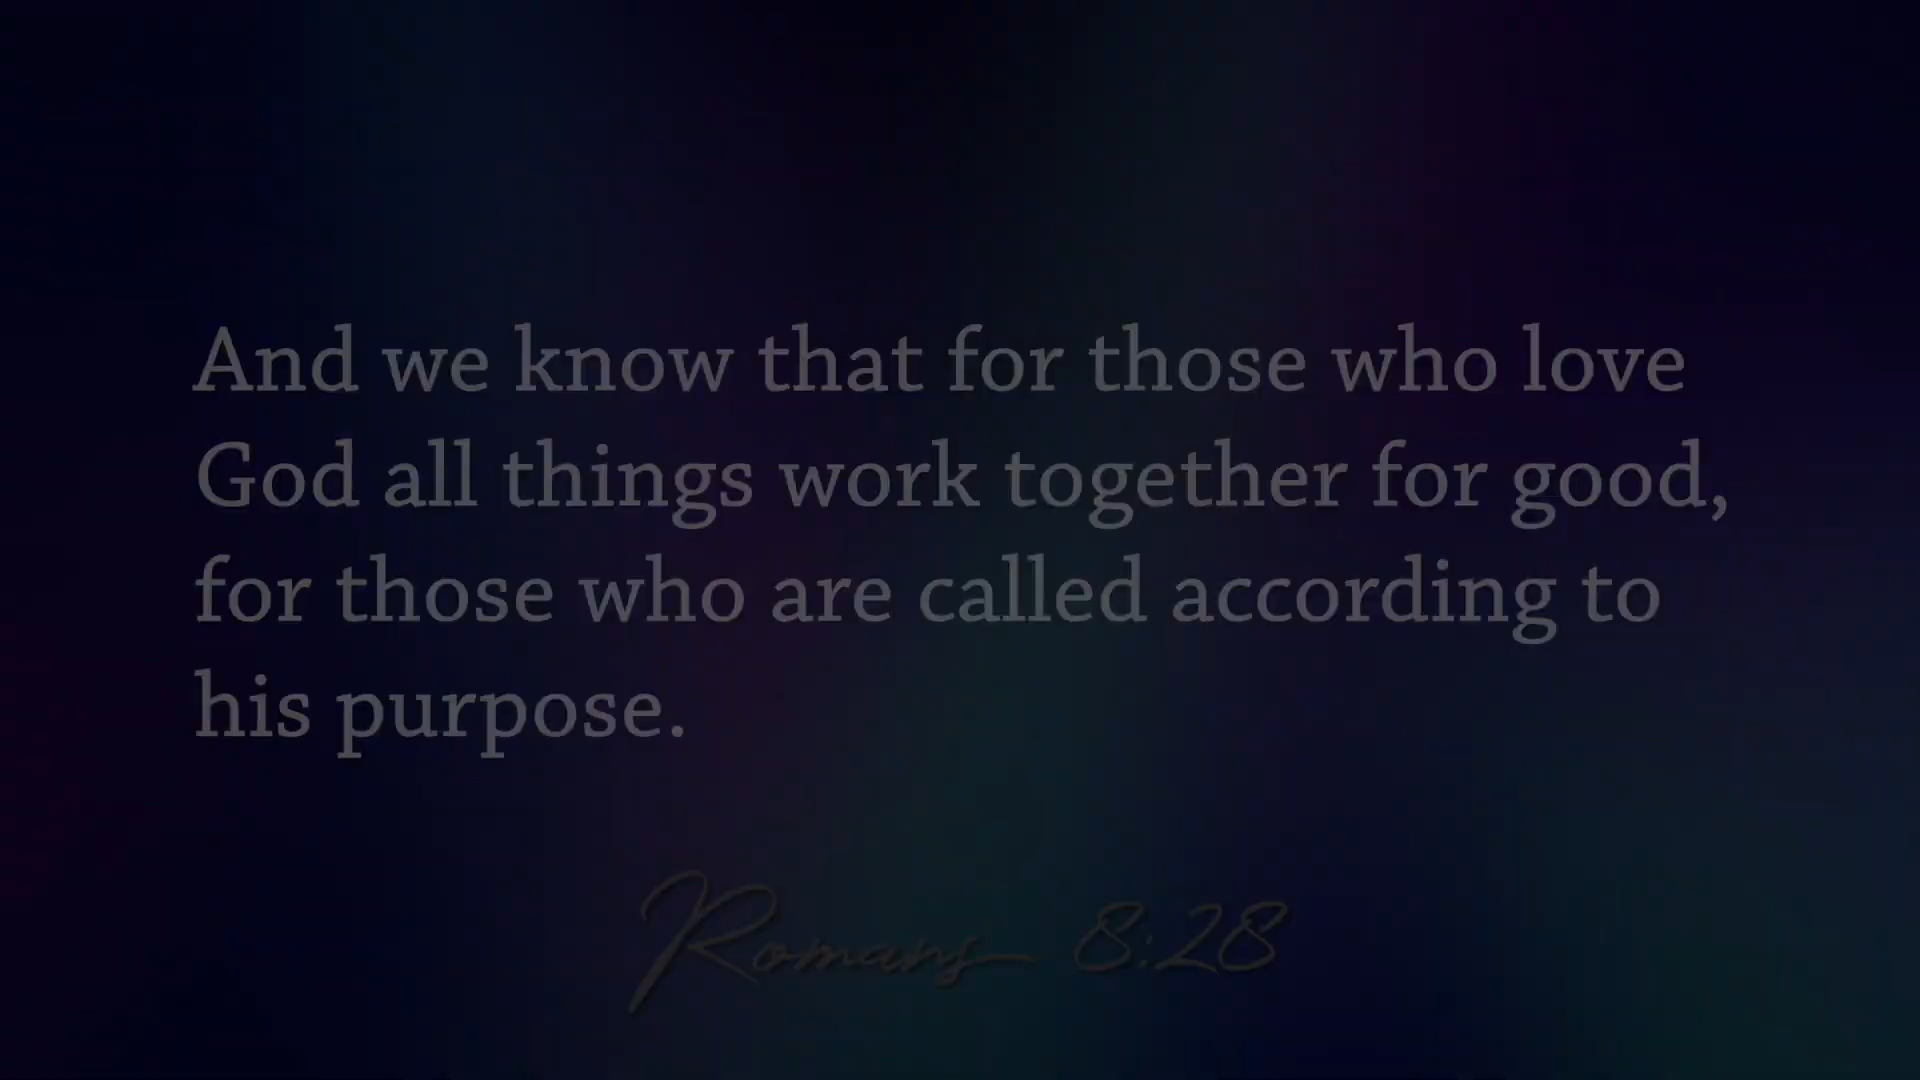 And we know that for those who love
God all things work together for good,
for those who are called according to
his purpose.
Romans 8:28